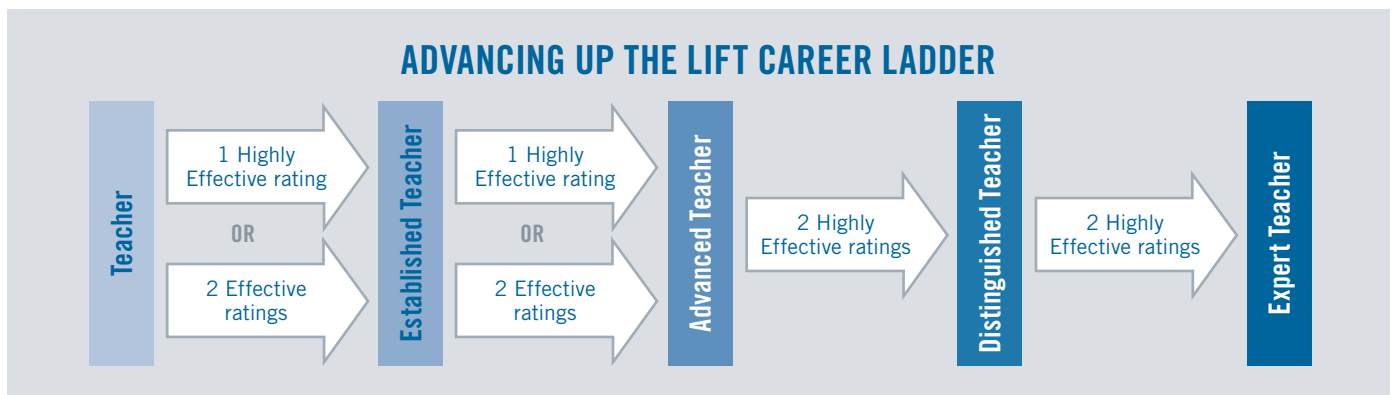 ADVANCING UP THE LIFT CAREER LADDER
Teacher
1 Highly
Effective rating
OR
2 Effective
ratings
Established Teacher
1 Highly
Effective rating
OR
2 Effective
ratings
Advanced Teacher
2 Highly
Effective ratings
Distinguished Teacher
2 Highly
Effective ratings
Expert Teacher